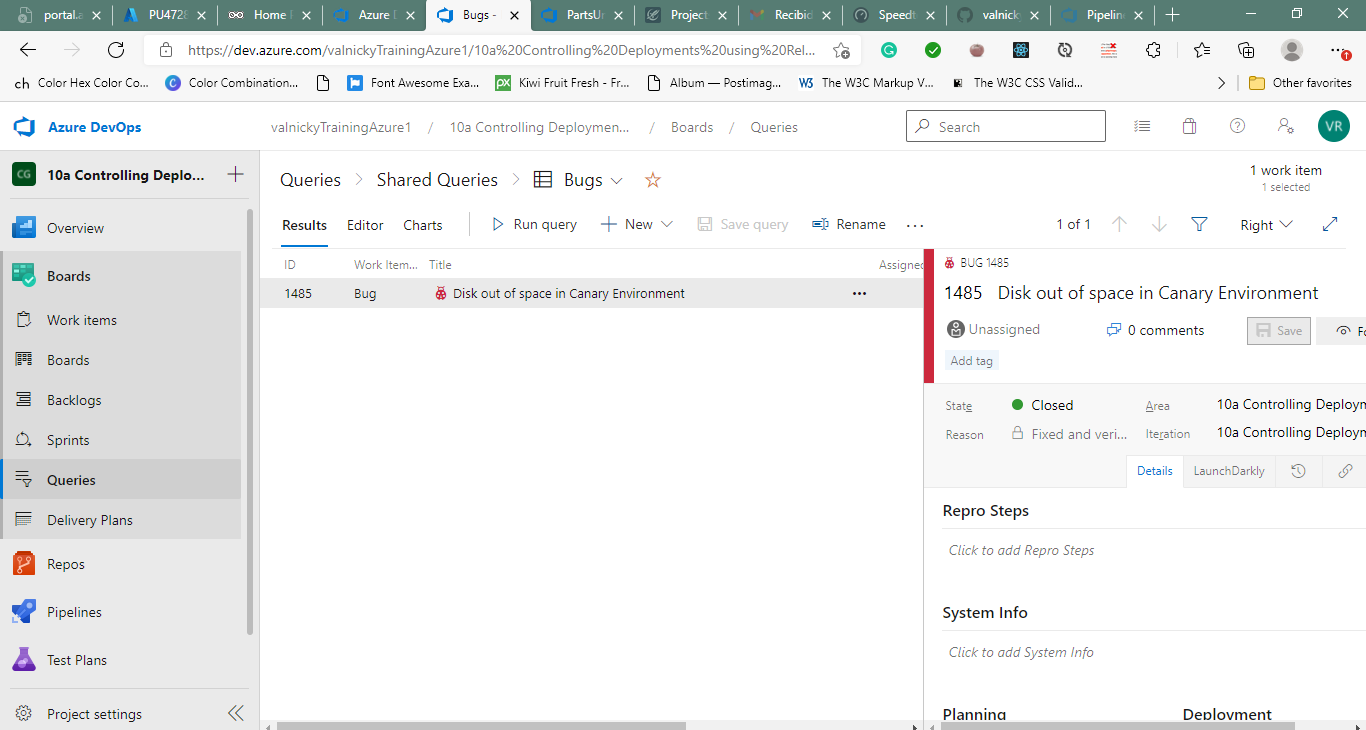 portal.a
PU4728
Home
Azure D
Bugs -
PartsUn
Project
Recibid
Speedt
valnicky
Pipelin
https://dev.azure.com/valnickyTrainingAzure1/10a%20Controlling%20Deployments%20using%20Rel...
ch Color Hex Color Co...
Color Combination...
Font Awesome Exa...
px Kiwi Fruit Fresh - Fr...
Album — Postimag...
W3 The W3C Markup V...
The W3C CSS Valid...
Other favorites
Azure DevOps
valnickyTrainingAzure1 / 10a Controlling Deploymen... / Boards / Queries
Search
VR
CG 10a Controlling Deplo...
Overview
Boards
Work items
Boards
Backlogs
Sprints
Queries
Delivery Plans
Repos
Pipelines
Test Plans
Project settings
Queries > Shared Queries > Bugs
1 work item
1 selected
Results Editor Charts Run query New Save query Rename ... 1 of 1 Right
ID Work Item... Title Assigned
1485 Bug Disk out of space in Canary Environment ...
BUG 1485
1485 Disk out of space in Canary Environment
Unassigned 0 comments Save Fo
Add tag
State Closed Area 10a Controlling Deploym
Reason Fixed and veri... Iteration 10a Controlling Deploym
Details LaunchDarkly
Repro Steps
Click to add Repro Steps
System Info
Click to add System Info
Planning Deployment